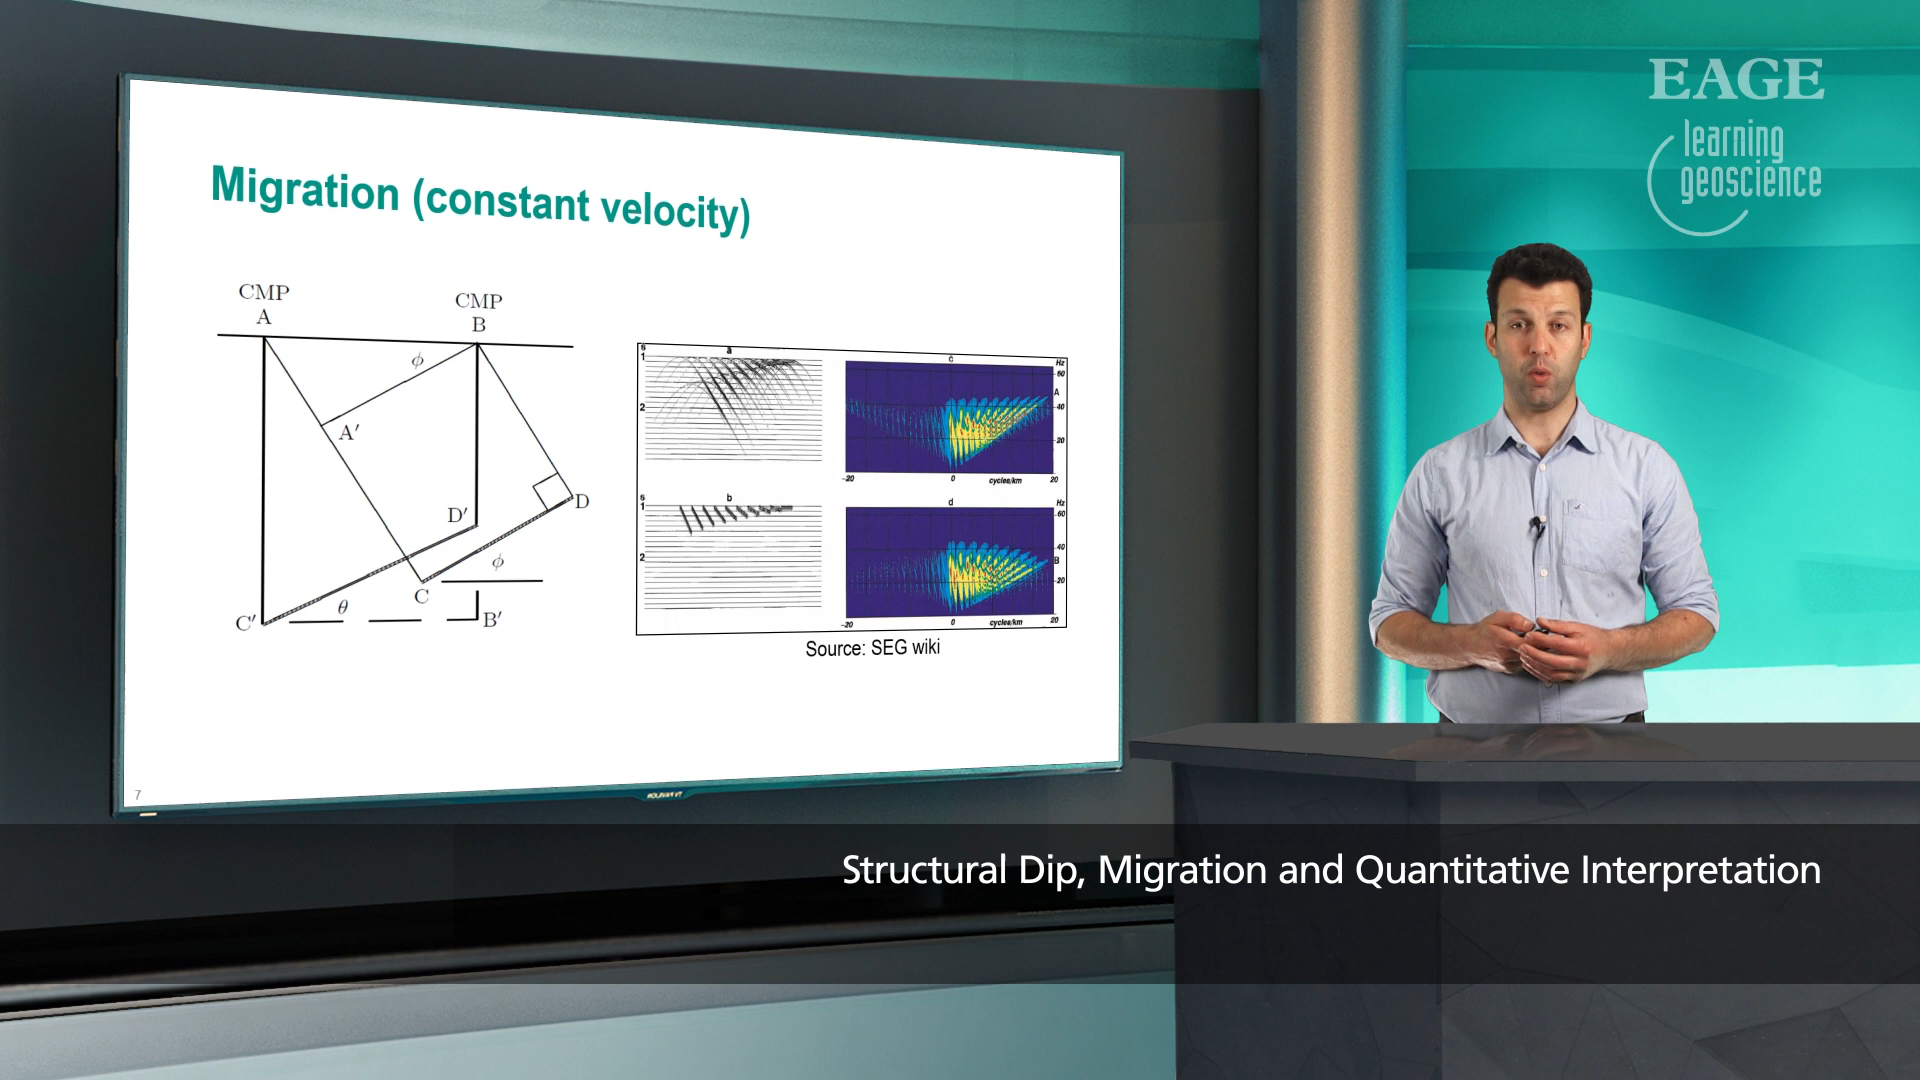 EAGE
learning
geoscience
Migration (constant velocity)
CMP
A
CMP
B
ϕ
A′
D′
D
ϕ
C
θ
C′
B′
s
1
2
a
c
Hz
60
A
40
20
-20
0
cycles/km
20
s
1
2
b
d
Hz
60
40
B
20
-20
0
cycles/km
20
Source: SEG wiki
7
Structural Dip, Migration and Quantitative Interpretation